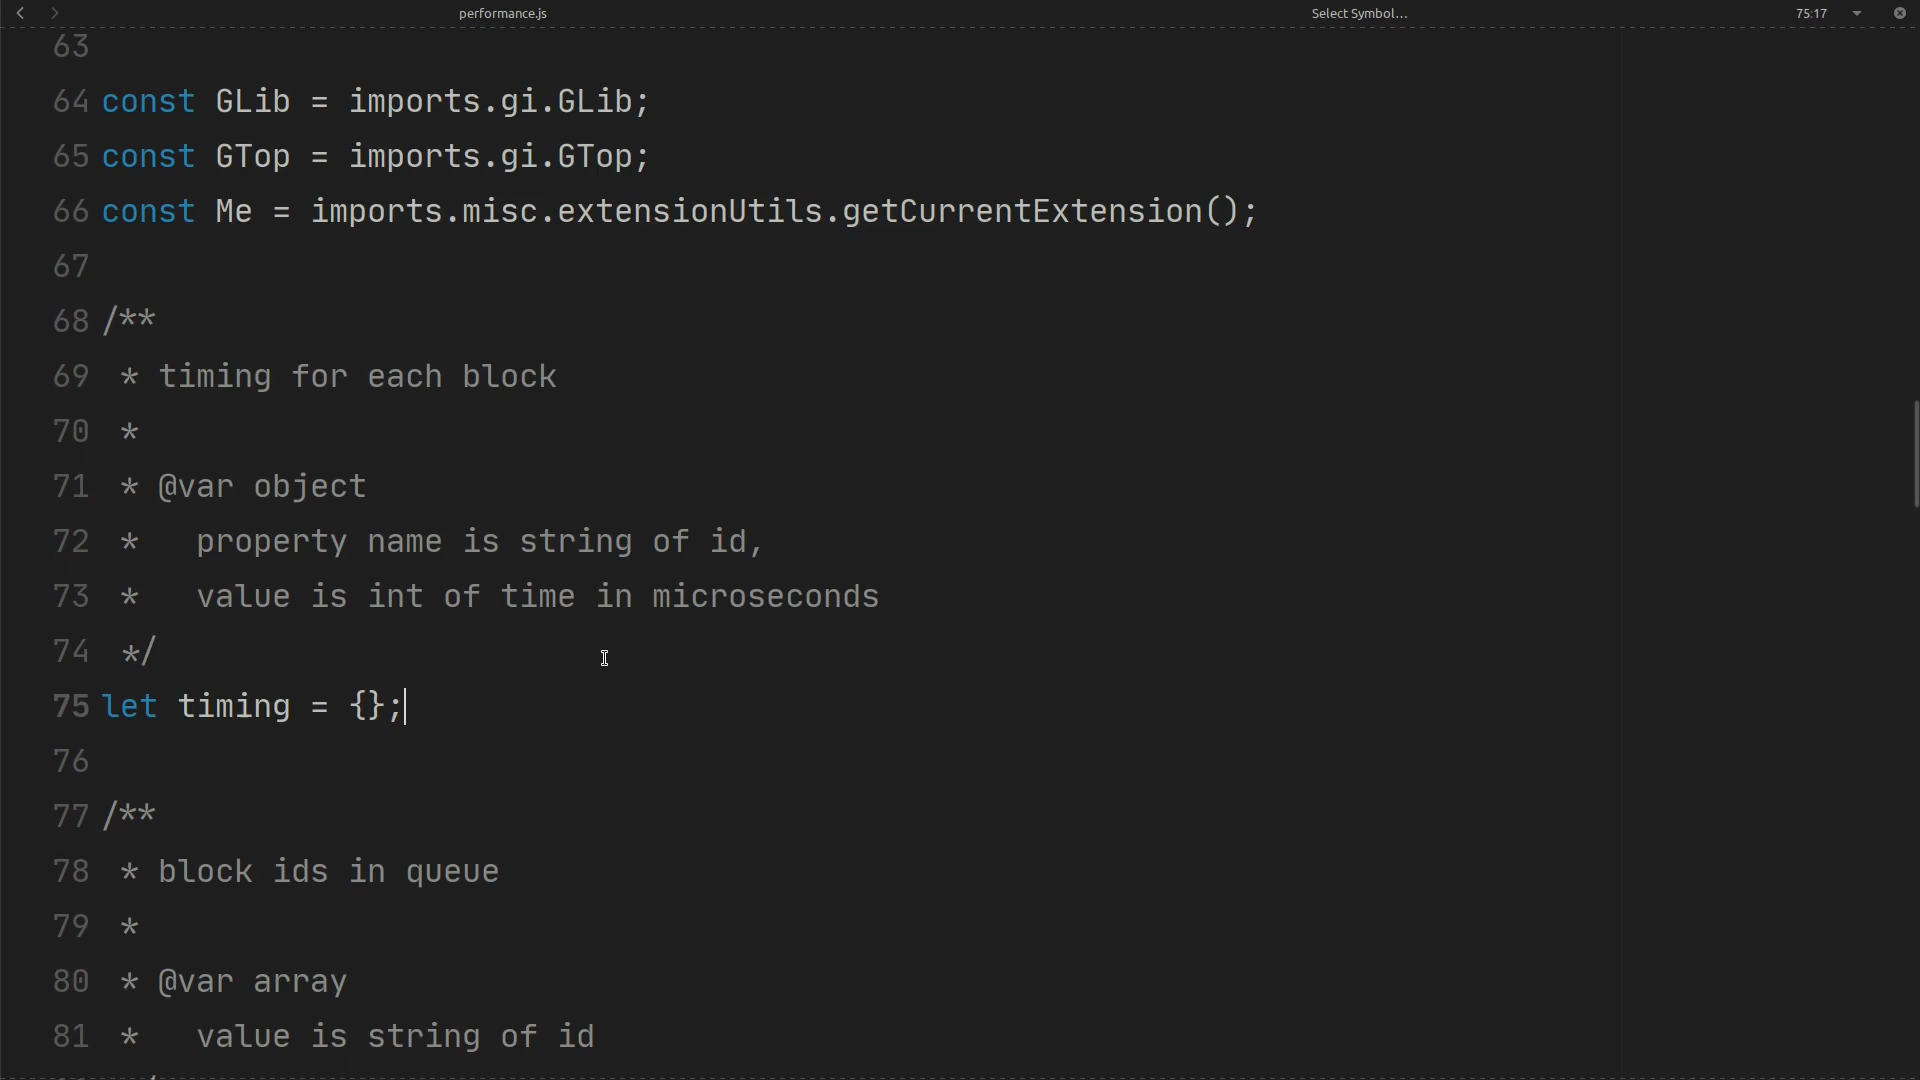 performance.js Select Symbol... 75:17
63
64 const GLib = imports.gi.GLib;
65 const GTop = imports.gi.GTop;
66 const Me = imports.misc.extensionUtils.getCurrentExtension();
67
68 /**
69  * timing for each block
70  *
71  * @var object
72  *   property name is string of id,
73  *   value is int of time in microseconds
74  */
75 let timing = {};
76
77 /**
78  * block ids in queue
79  *
80  * @var array
81  *   value is string of id